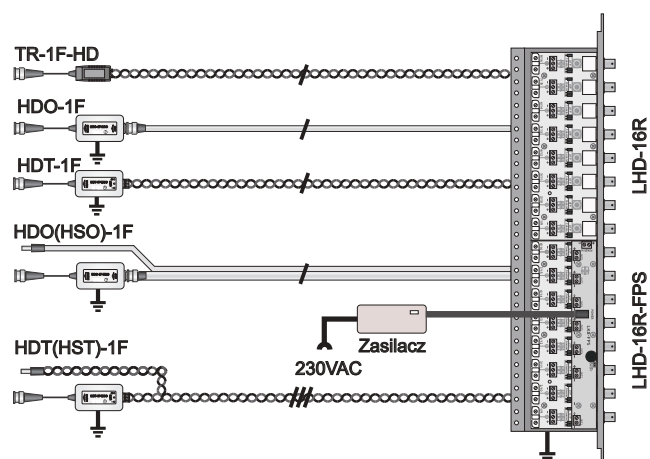 TR-1F-HD
HDO-1F
HDT-1F
HDO(HSO)-1F
Zasilacz
230VAC
HDT(HST)-1F
LHD-16R
LHD-16R-FPS